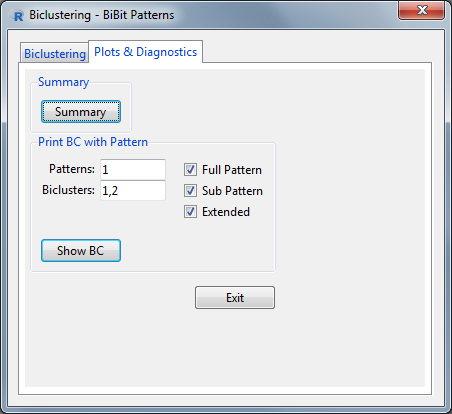 R Biclustering - BiBit Patterns
Biclustering Plots & Diagnostics
Summary
Summary
Print BC with Pattern
Patterns: 1 Full Pattern
Biclusters: 1,2 Sub Pattern
Extended
Show BC
Exit